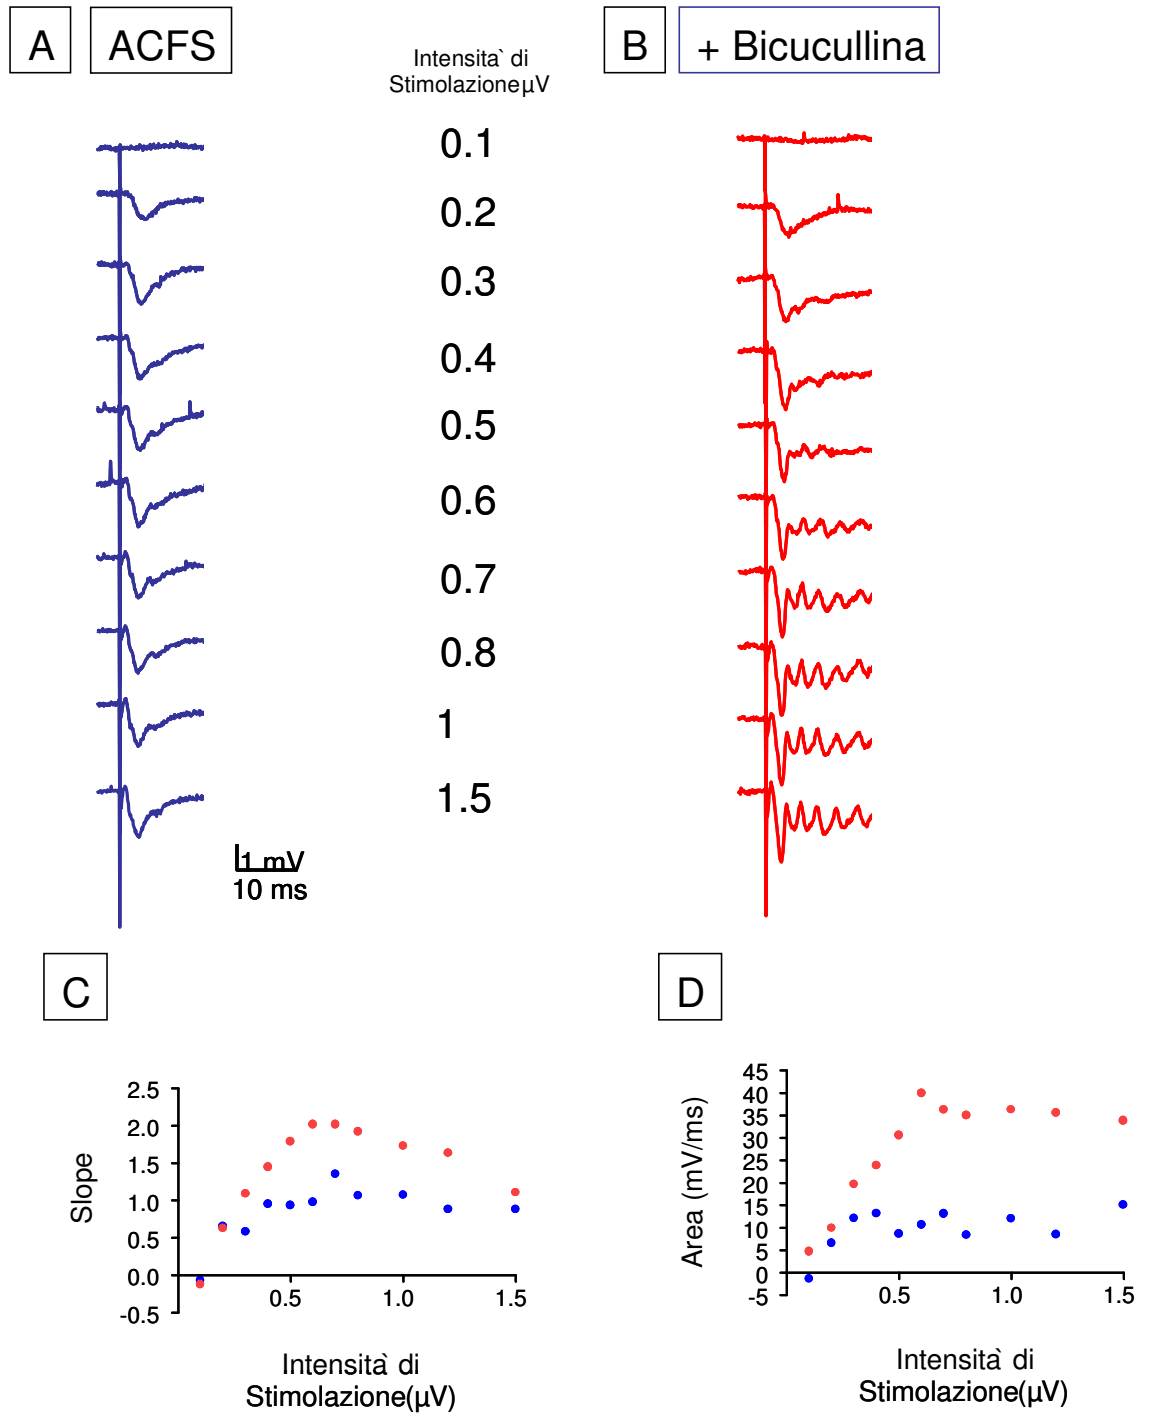 A ACFS
B + Bicucullina
Intensita` di
StimolazioneµV
0.1
0.2
0.3
0.4
0.5
0.6
0.7
0.8
1
1.5
1 mV
10 ms
C
D
2.5
2.0
1.5
1.0
0.5
0.0
-0.5
Slope
0.5 1.0 1.5
Intensita` di
Stimolazione(µV)
45
40
35
30
25
20
15
10
5
0
-5
Area (mV/ms)
0.5 1.0 1.5
Intensita` di
Stimolazione(µV)